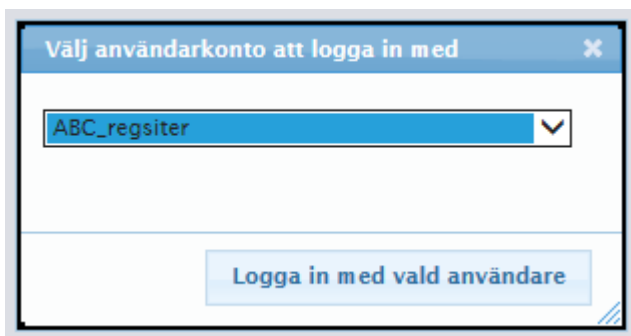 Välj användarkonto att logga in med
ABC_regsiter
Logga in med vald användare